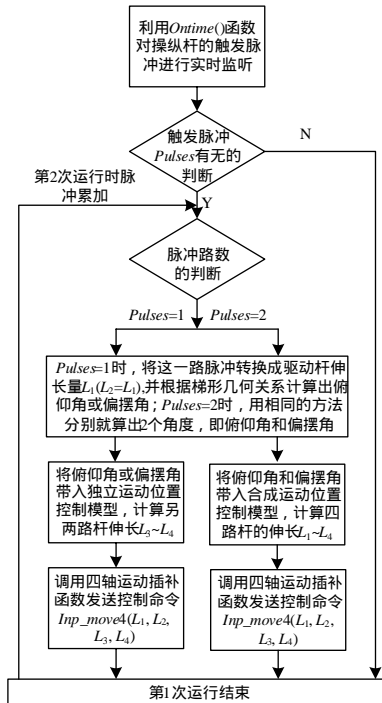 利用Ontime()函数
对操纵杆的触发脉
冲进行实时监听
触发脉冲
Pulses有无的
判断
N
第2次运行时脉
冲累加
Y
脉冲路数
的判断
Pulses=1
Pulses=2
Pulses=1时，将这一路脉冲转换成驱动杆伸
长量L1(L2=L1),并根据梯形几何关系计算出俯
仰角或偏摆角；Pulses=2时，用相同的方法
分别就算出2个角度，即俯仰角和偏摆角
将俯仰角或偏摆角
带入独立运动位置
控制模型，计算另
两路杆伸长L3~L4
将俯仰角和偏摆角
带入合成运动位置
控制模型，计算四
路杆的伸长L1~L4
调用四轴运动插补
函数发送控制命令
Inp_move4(L1, L2,
L3, L4)
调用四轴运动插补
函数发送控制命令
Inp_move4(L1, L2,
L3, L4)
第1次运行结束